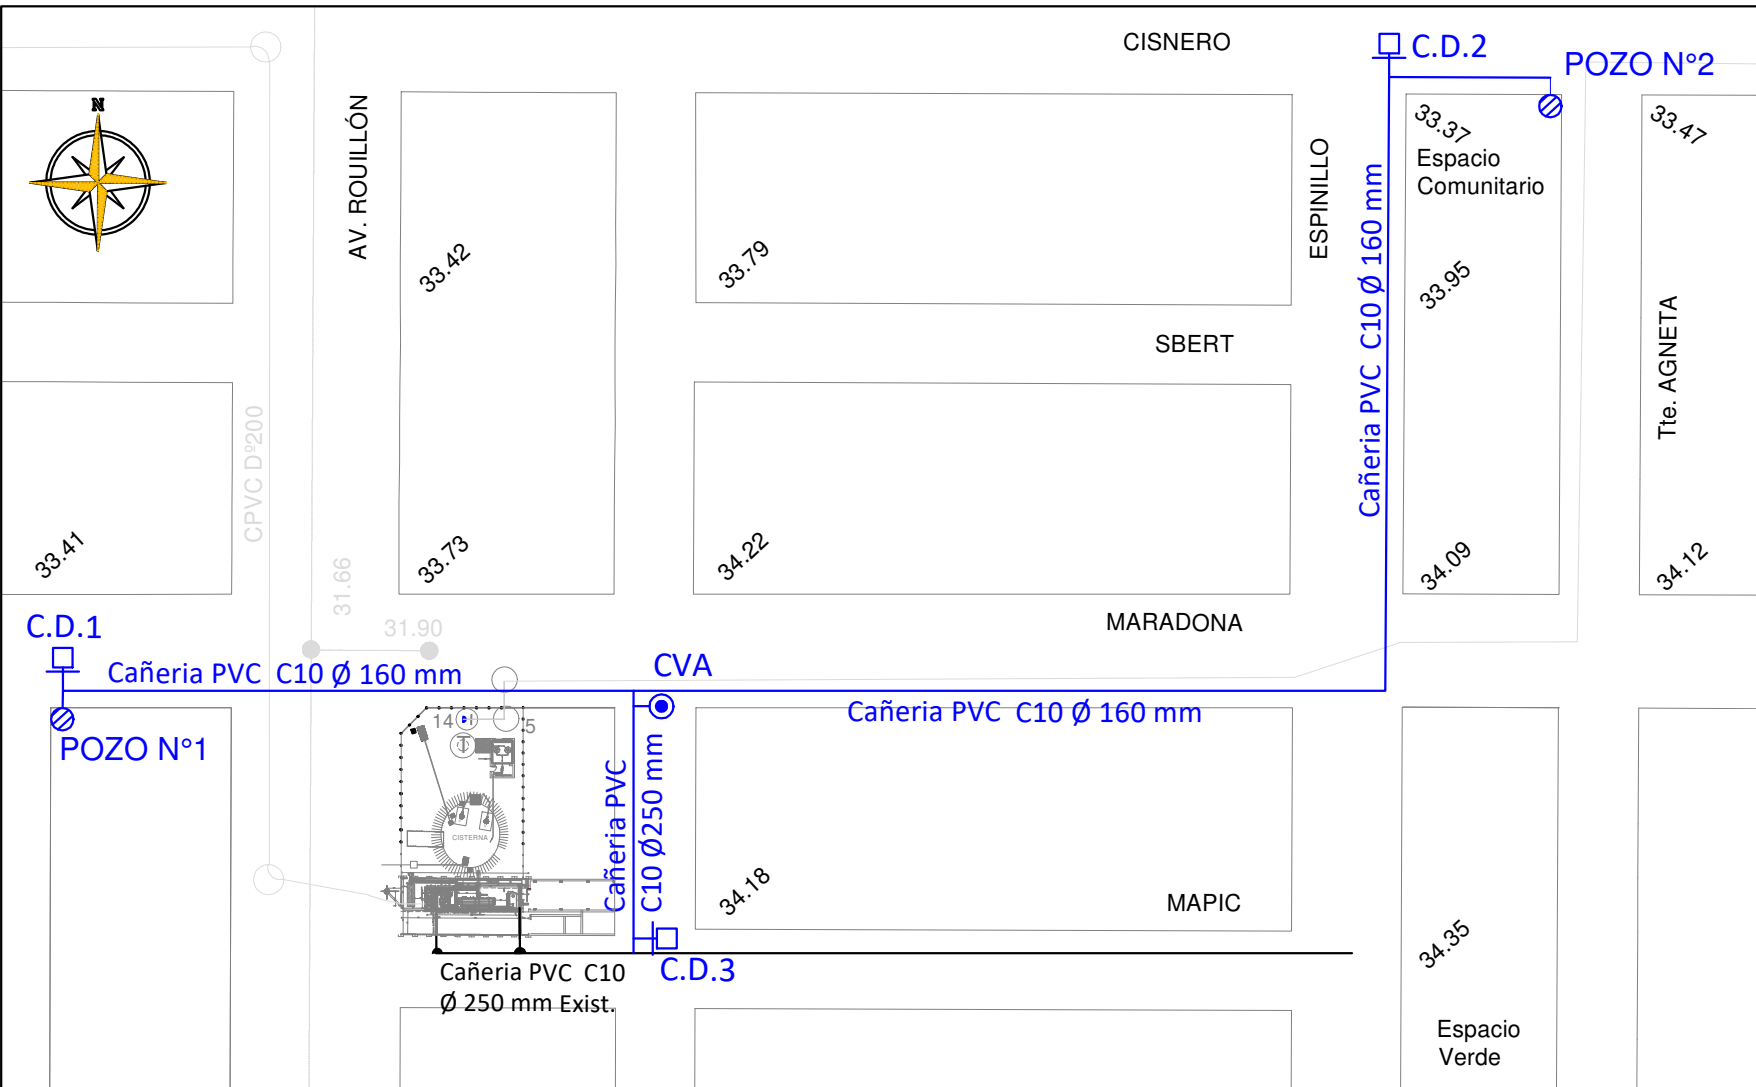 CISNERO
C.D.2
POZO N°2
N
AV. ROUILLÓN
ESPINILLO
33.37
33.47
Espacio
Comunitario
33.42
33.79
33.95
Cañeria PVC C10 Ø 160 mm
SBERT
Tte. AGNETA
CPVC Dº200
33.41
33.73
34.22
34.09
34.12
31.66
31.90
MARADONA
C.D.1
Cañeria PVC C10 Ø 160 mm
CVA
Cañeria PVC C10 Ø 160 mm
POZO N°1
14
5
Cañeria PVC
C10 Ø250 mm
CISTERNA
34.18
MAPIC
34.35
C.D.3
Cañeria PVC C10
Ø 250 mm Exist.
Espacio
Verde